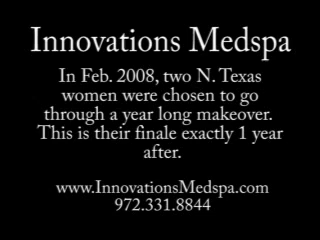 Innovations Medspa
In Feb. 2008, two N. Texas
women were chosen to go
through a year long makeover.
This is their finale exactly 1 year
after.
www.InnovationsMedspa.com
972.331.8844